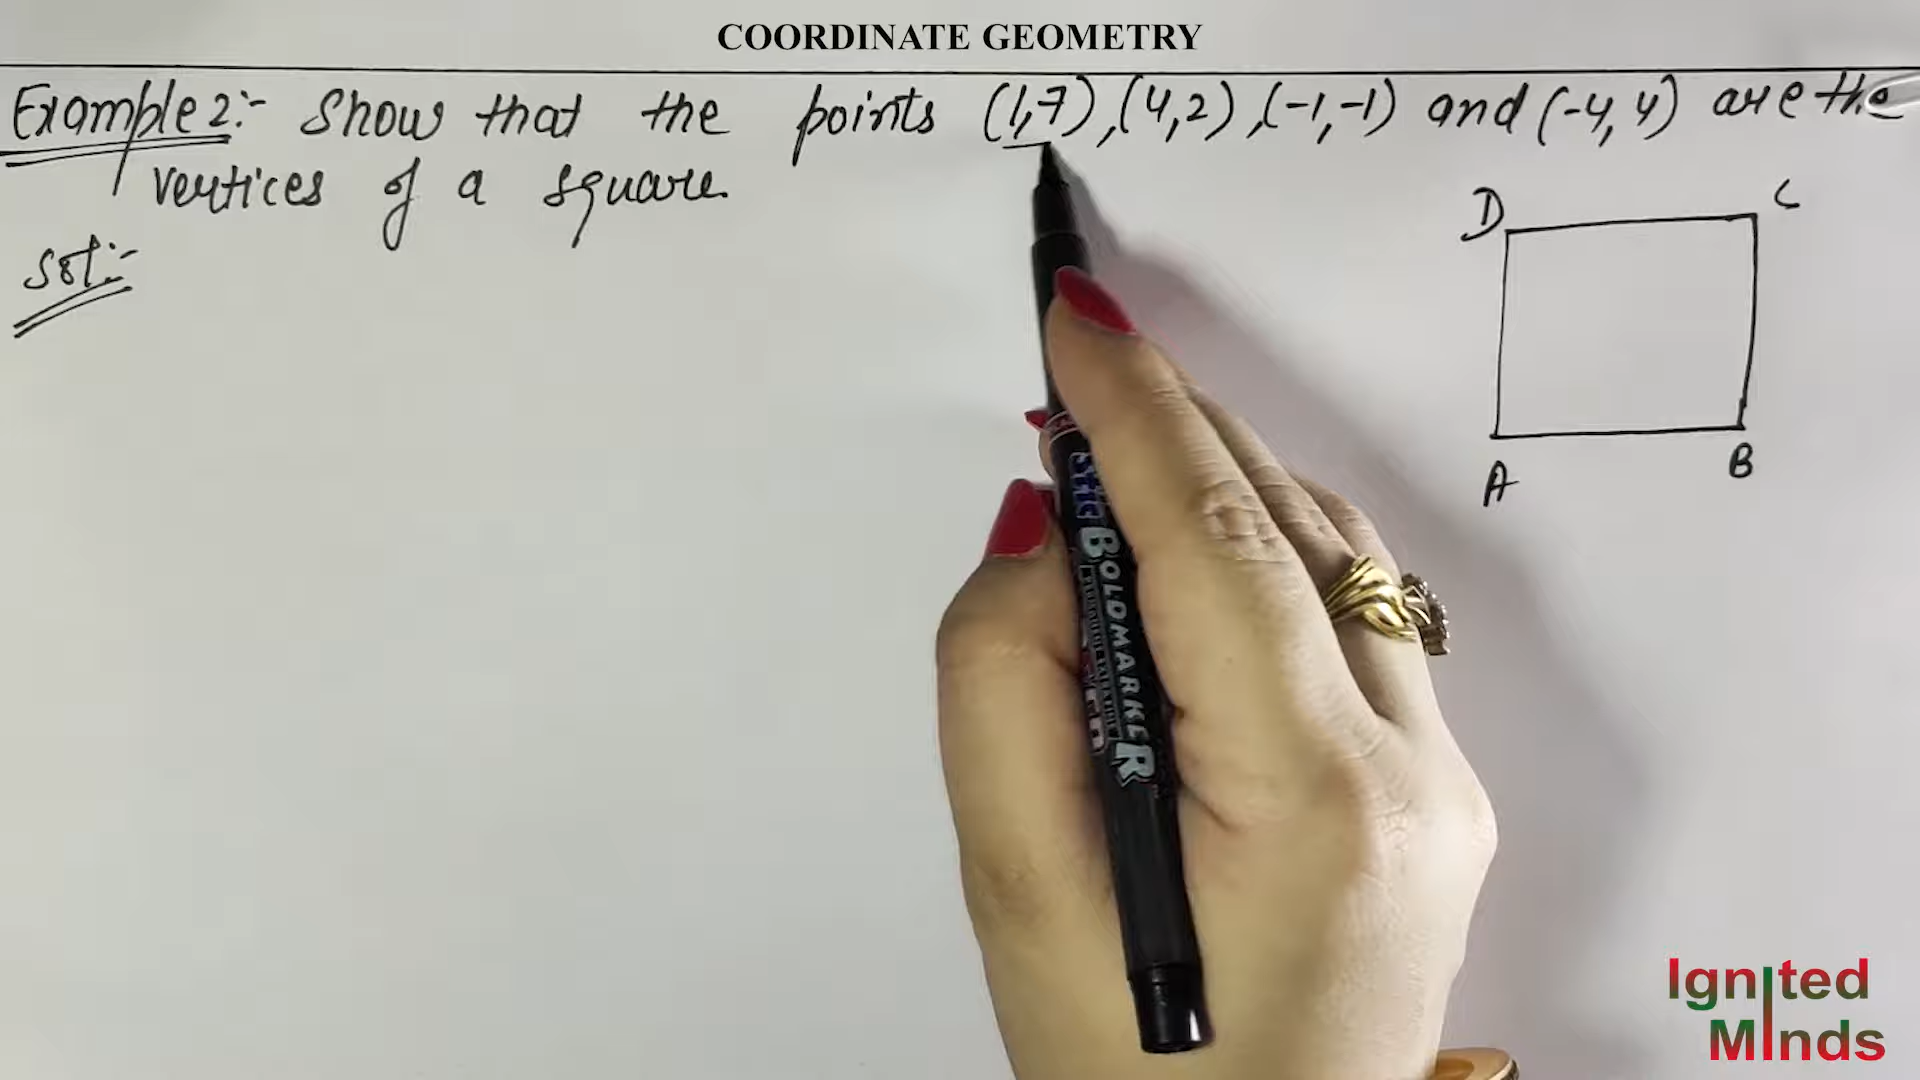 COORDINATE GEOMETRY
Example 2:- Show that the points (1,7), (4,2), (-1,-1) and (-4, 4) are the
vertices of a square.
Sol:-
D C
A B
Stic BOLDMARKER
Ignited
Minds